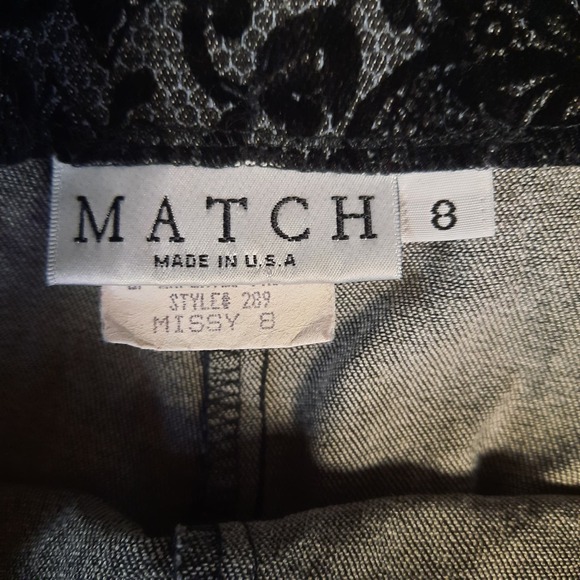 MATCH
8
MADE IN U.S.A
STYLE# 289
MISSY 8